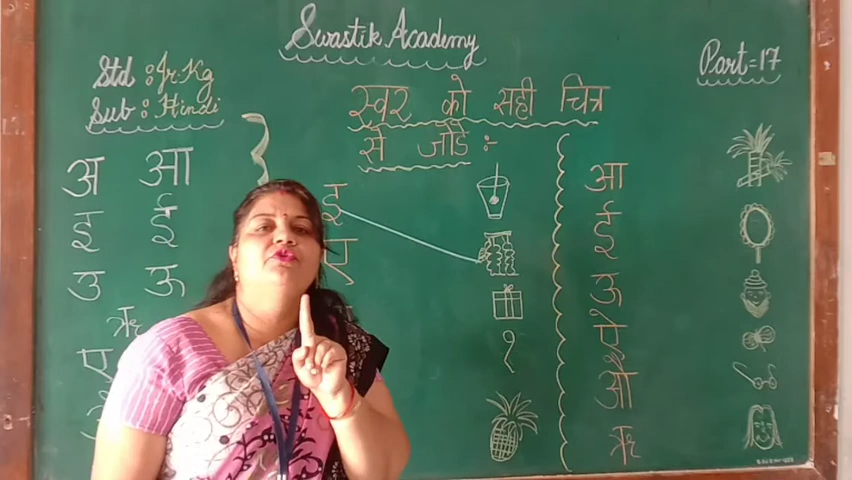 Swastik Academy
Std : Jr. Kg
Sub : Hindi
Part = 17
स्वर को सही चित्र
से जोडे :-
अ आ
इ ई
उ ऊ
ऋ
ए
इ
ए
आ
ई
ऊ
ऐ
औ
ऋ